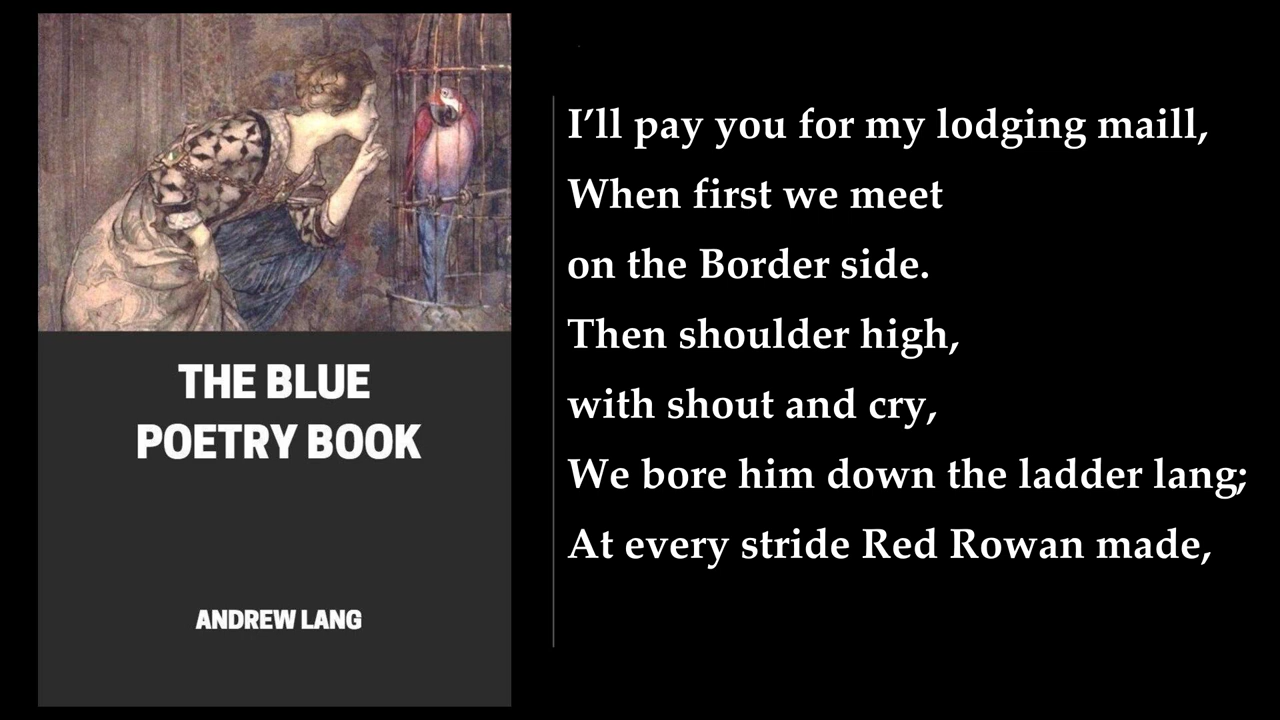 THE BLUE
POETRY BOOK
ANDREW LANG
I’ll pay you for my lodging maill,
When first we meet
on the Border side.
Then shoulder high,
with shout and cry,
We bore him down the ladder lang;
At every stride Red Rowan made,